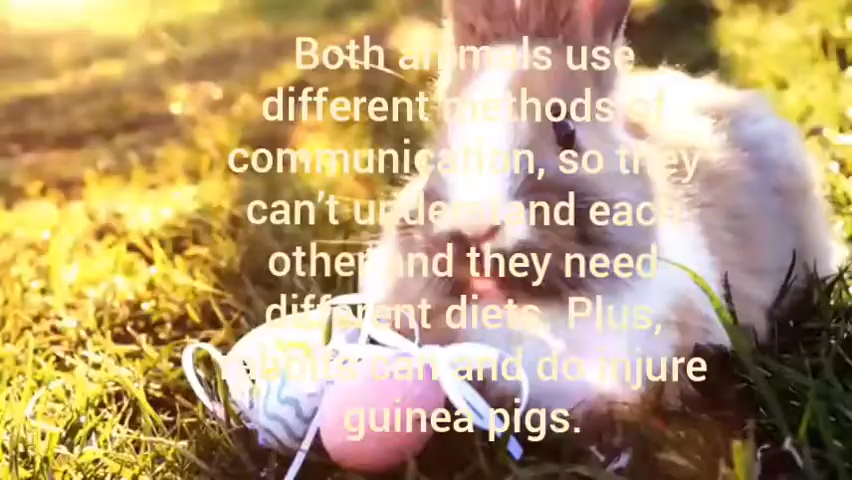 Both animals use
different methods of
communication, so they
can't understand each
other and they need
different diets. Plus,
rabbits can and do injure
guinea pigs.